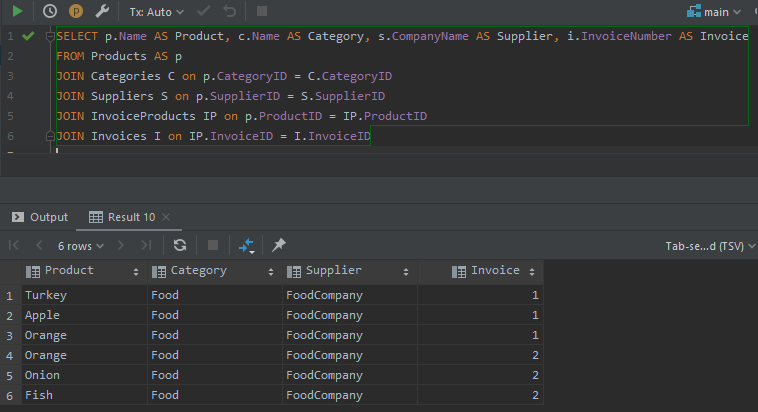 Tx: Auto
main
1 SELECT p.Name AS Product, c.Name AS Category, s.CompanyName AS Supplier, i.InvoiceNumber AS Invoice
2 FROM Products AS p
3 JOIN Categories C on p.CategoryID = C.CategoryID
4 JOIN Suppliers S on p.SupplierID = S.SupplierID
5 JOIN InvoiceProducts IP on p.ProductID = IP.ProductID
6 JOIN Invoices I on IP.InvoiceID = I.InvoiceID
Output Result 10
6 rows Tab-se...d (TSV)
Product Category Supplier Invoice
1 Turkey Food FoodCompany 1
2 Apple Food FoodCompany 1
3 Orange Food FoodCompany 1
4 Orange Food FoodCompany 2
5 Onion Food FoodCompany 2
6 Fish Food FoodCompany 2